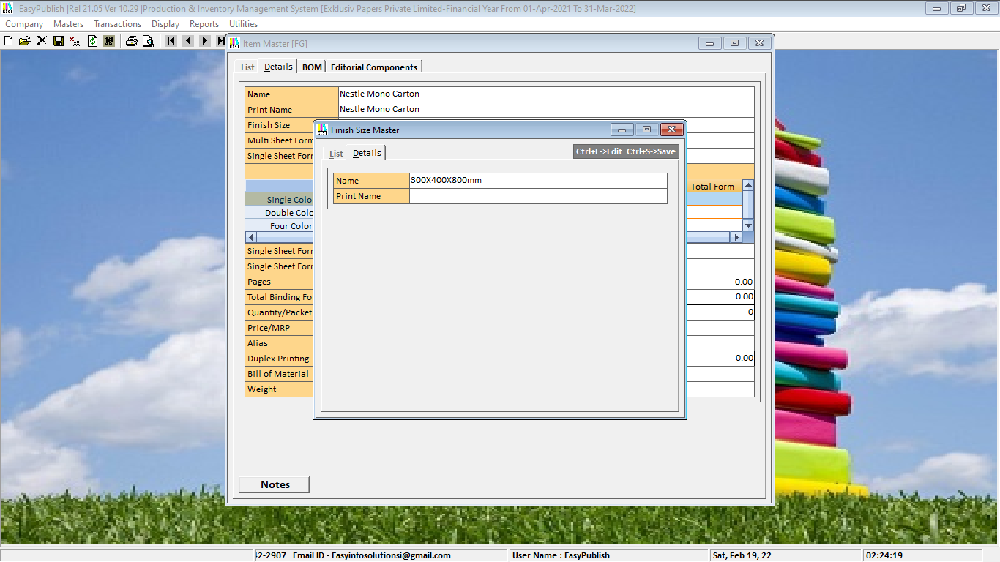 EasyPublish |Rel 21.05 Ver 10.29 |Production & Inventory Management System [Exklusiv Papers Private Limited-Financial Year From 01-Apr-2021 To 31-Mar-2022]
Company Masters Transactions Display Reports Utilities
Item Master [FG]
List Details BOM Editorial Components
Name Nestle Mono Carton
Print Name Nestle Mono Carton
Finish Size
Multi Sheet Form
Single Sheet For
Total Form
Single Colo
Double Colo
Four Color
Single Sheet For
Single Sheet For
Pages 0.00
Total Binding Fo 0.00
Quantity/Packet 0
Price/MRP
Alias
Duplex Printing 0.00
Bill of Material
Weight
Notes
Finish Size Master
List Details Ctrl+E->Edit Ctrl+S->Save
Name 300X400X800mm
Print Name
2-2907 Email ID - Easyinfosolutionsi@gmail.com User Name : EasyPublish Sat, Feb 19, 22 02:24:19